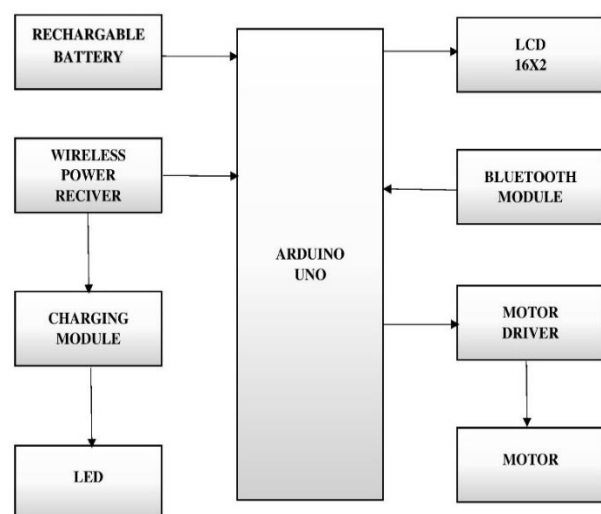 RECHARGABLE
BATTERY
WIRELESS
POWER
RECIVER
CHARGING
MODULE
LED
ARDUINO
UNO
LCD
16X2
BLUETOOTH
MODULE
MOTOR
DRIVER
MOTOR